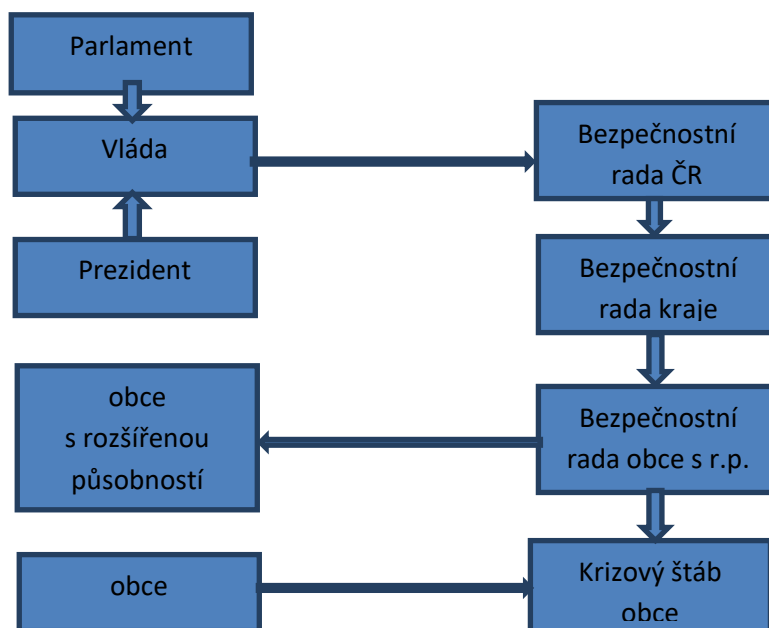 Parlament
Vláda
Prezident
Bezpečnostní
rada ČR
Bezpečnostní
rada kraje
obce
s rozšířenou
působností
Bezpečnostní
rada obce s r.p.
obce
Krizový štáb
obce